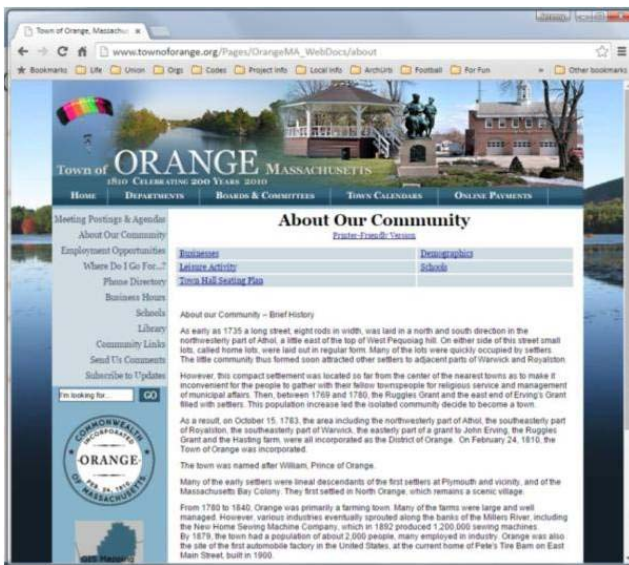 Town of Orange, Massachus
www.townoforange.org/Pages/OrangeMA_WebDocs/about
Bookmarks Life Union Orgs Codes Project Info Local Info ArchUrb Football For Fun » Other bookmarks
Town of ORANGE MASSACHUSETTS
1810 CELEBRATING 200 YEARS 2010
HOME DEPARTMENTS BOARDS & COMMITTEES TOWN CALENDARS ONLINE PAYMENTS
Meeting Postings & Agendas
About Our Community
Employment Opportunities
Where Do I Go For...?
Phone Directory
Business Hours
Schools
Library
Community Links
Send Us Comments
Subscribe to Updates
I'm looking for... GO
COMMONWEALTH
INCORPORATED
ORANGE
FEB. 24, 1810
OF MASSACHUSETTS
GIS Mapping
About Our Community
Printer-Friendly Version
Businesses Demographics
Leisure Activity Schools
Town Hall Seating Plan
About our Community – Brief History
As early as 1735 a long street, eight rods in width, was laid in a north and south direction in the
northwesterly part of Athol, a little east of the top of West Pequoiag hill. On either side of this street small
lots, called home lots, were laid out in regular form. Many of the lots were quickly occupied by settlers.
The little community thus formed soon attracted other settlers to adjacent parts of Warwick and Royalston.
However, this compact settlement was located so far from the center of the nearest towns as to make it
inconvenient for the people to gather with their fellow townspeople for religious service and management
of municipal affairs. Then, between 1769 and 1780, the Ruggles Grant and the east end of Erving's Grant
filled with settlers. This population increase led the isolated community decide to become a town.
As a result, on October 15, 1783, the area including the northwesterly part of Athol, the southeasterly part
of Royalston, the southeasterly part of Warwick, the easterly part of a grant to John Erving, the Ruggles
Grant and the Hasting farm, were all incorporated as the District of Orange. On February 24, 1810, the
Town of Orange was incorporated.
The town was named after William, Prince of Orange.
Many of the early settlers were lineal descendants of the first settlers at Plymouth and vicinity, and of the
Massachusetts Bay Colony. They first settled in North Orange, which remains a scenic village.
From 1780 to 1840, Orange was primarily a farming town. Many of the farms were large and well
managed. However, various industries eventually sprouted along the banks of the Millers River, including
the New Home Sewing Machine Company, which in 1892 produced 1,200,000 sewing machines.
By 1879, the town had a population of about 2,000 people, many employed in industry. Orange was also
the site of the first automobile factory in the United States, at the current home of Pete's Tire Barn on East
Main Street, built in 1900.